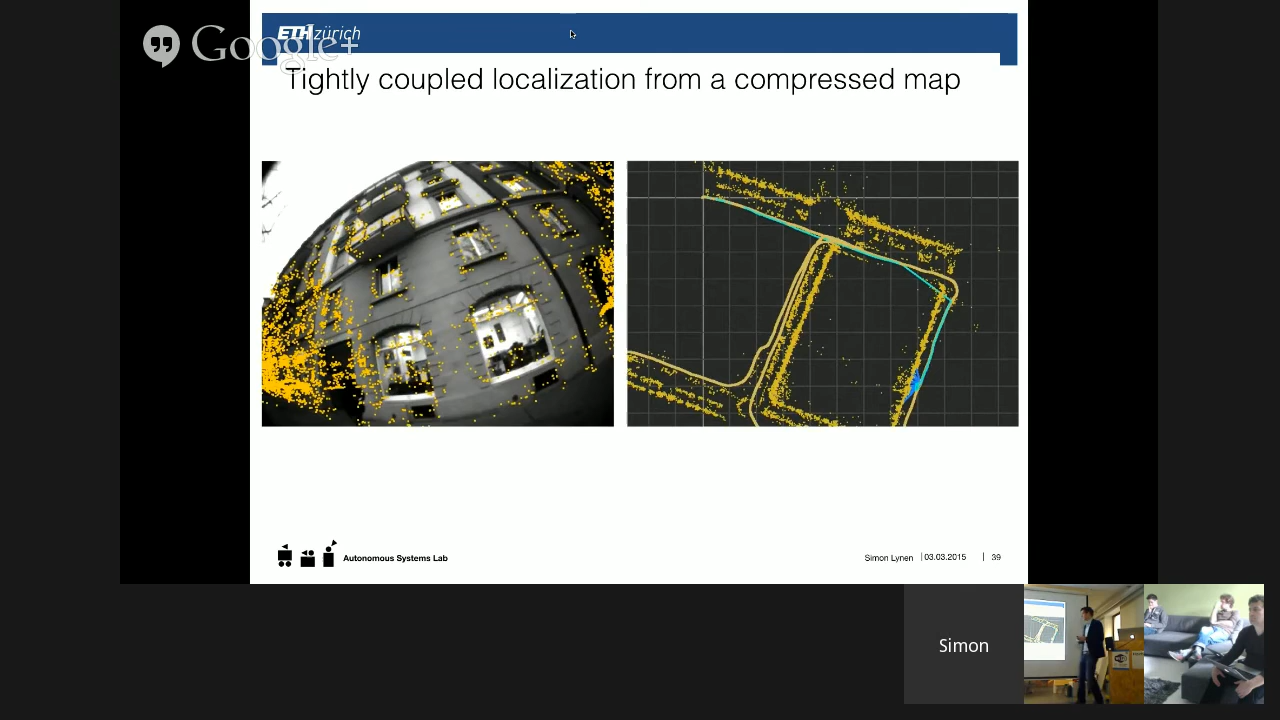 Google+
ETH zürich
Tightly coupled localization from a compressed map
Autonomous Systems Lab
Simon Lynen | 03.03.2015 | 39
Simon